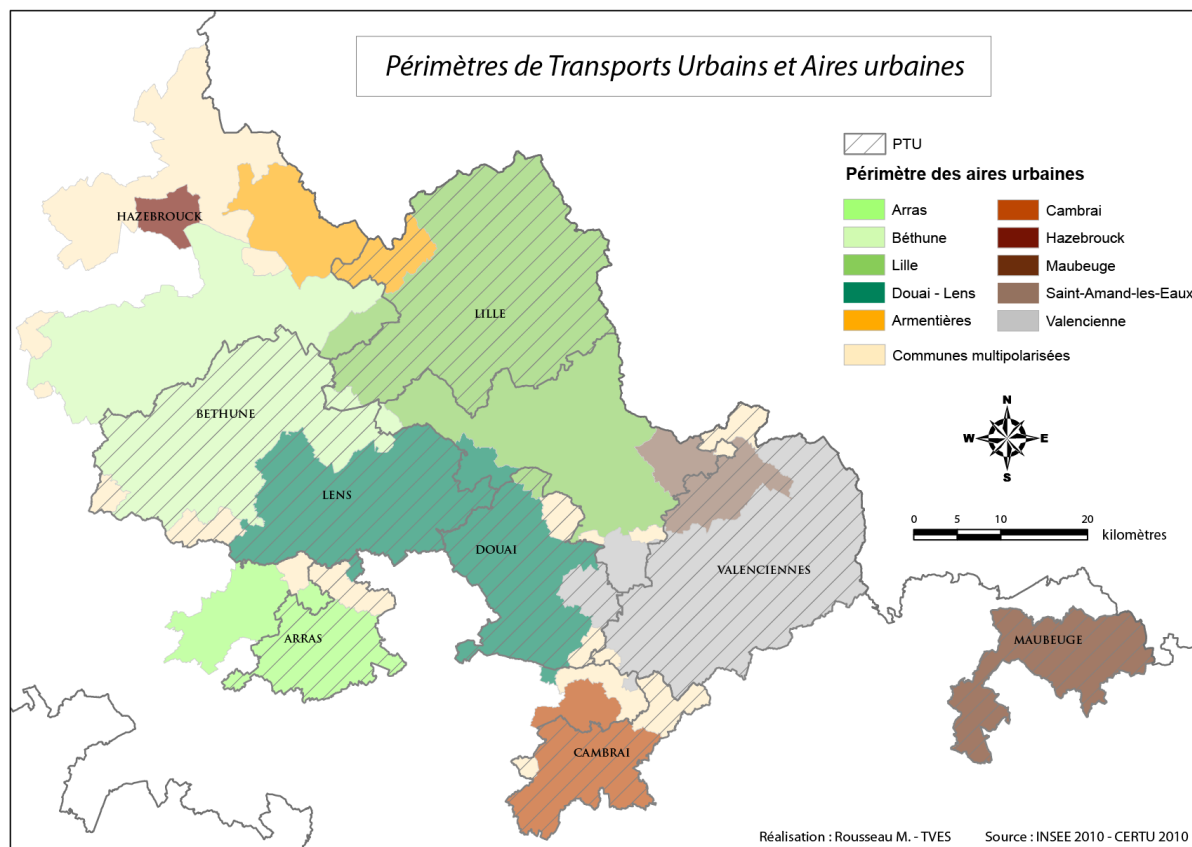 Périmètres de Transports Urbains et Aires urbaines
PTU
Périmètre des aires urbaines
Arras
Béthune
Lille
Douai - Lens
Armentières
Communes multipolarisées
Cambrai
Hazebrouck
Maubeuge
Saint-Amand-les-Eaux
Valencienne
HAZEBROUCK
LILLE
BETHUNE
LENS
DOUAI
VALENCIENNES
ARRAS
MAUBEUGE
CAMBRAI
N
W E
S
0 5 10 20
kilomètres
Réalisation : Rousseau M. - TVES Source : INSEE 2010 - CERTU 2010